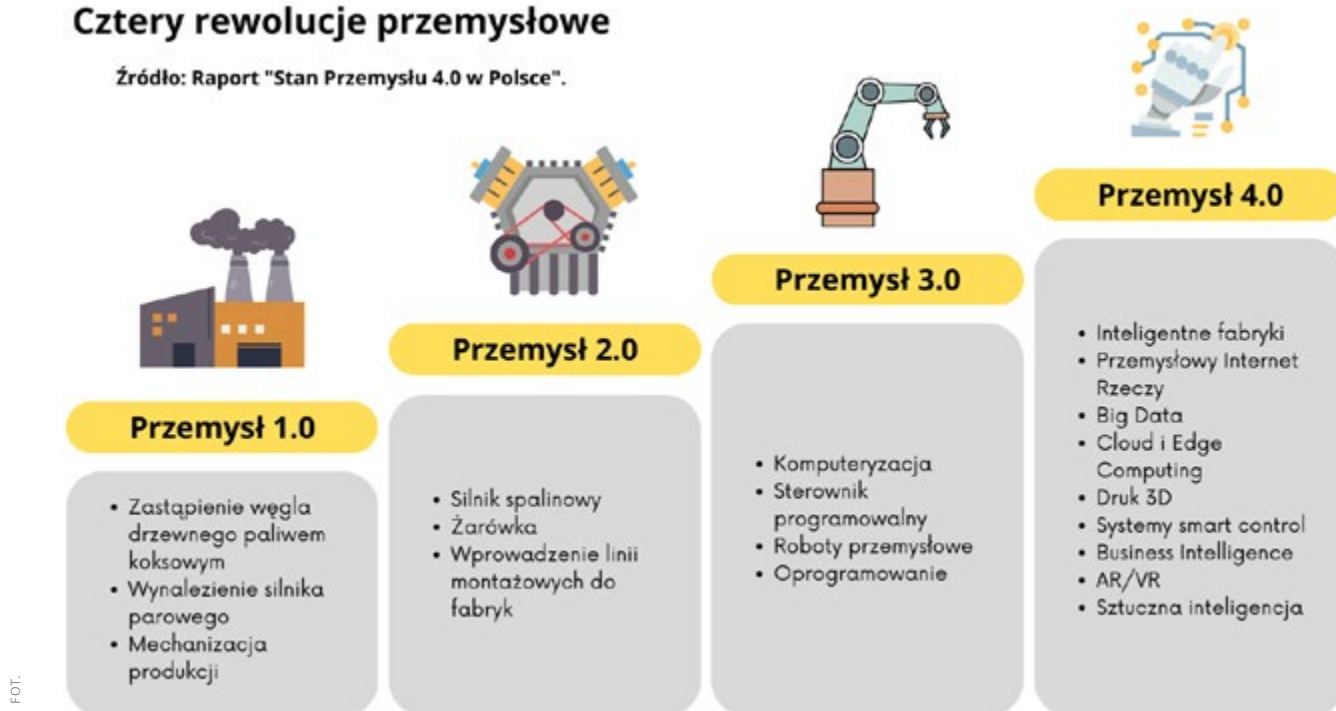 Cztery rewolucje przemysłowe
Źródło: Raport "Stan Przemysłu 4.0 w Polsce".
Przemysł 1.0
• Zastąpienie węgla
drzewnego paliwem
koksowym
• Wynalezienie silnika
parowego
• Mechanizacja
produkcji
Przemysł 2.0
• Silnik spalinowy
• Żarówka
• Wprowadzenie linii
montażowych do
fabryk
Przemysł 3.0
• Komputeryzacja
• Sterownik
programowalny
• Roboty przemysłowe
• Oprogramowanie
Przemysł 4.0
• Inteligentne fabryki
• Przemysłowy Internet
Rzeczy
• Big Data
• Cloud i Edge
Computing
• Druk 3D
• Systemy smart control
• Business Intelligence
• AR/VR
• Sztuczna inteligencja
FOT.